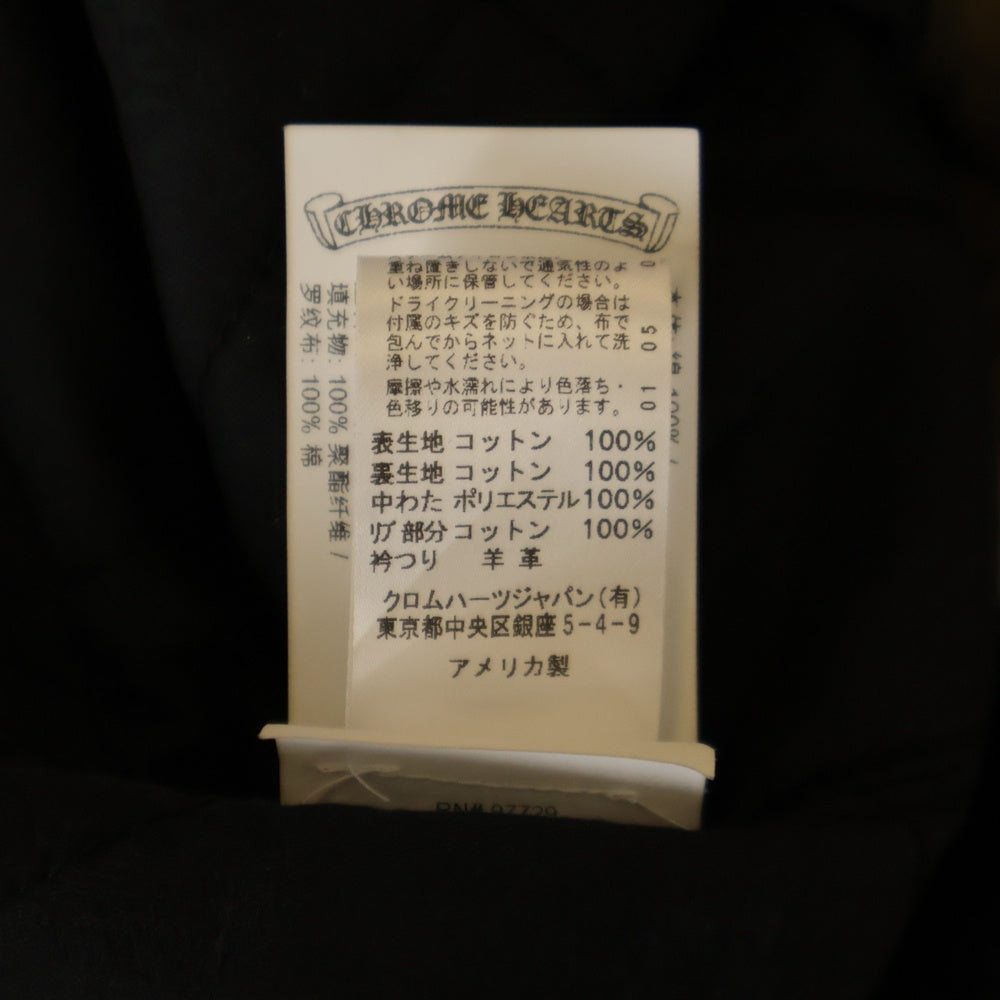 CHROME HEARTS
重ね置きしないで通気性のよ
い場所に保管してください。
ドライクリーニングの場合は
付属のキズを防ぐため、布で
包んでからネットに入れて洗
浄してください。
摩擦や水濡れにより色落ち・
色移りの可能性があります。
01 05 0
表生地 コットン 100%
裏生地 コットン 100%
中わた ポリエステル 100%
リブ部分 コットン 100%
衿つり 羊革
クロムハーツジャパン(有)
東京都中央区銀座5-4-9
アメリカ製
填充物: 100% 聚酯纤维 /
罗纹布: 100% 棉
100% /
RN# 97729